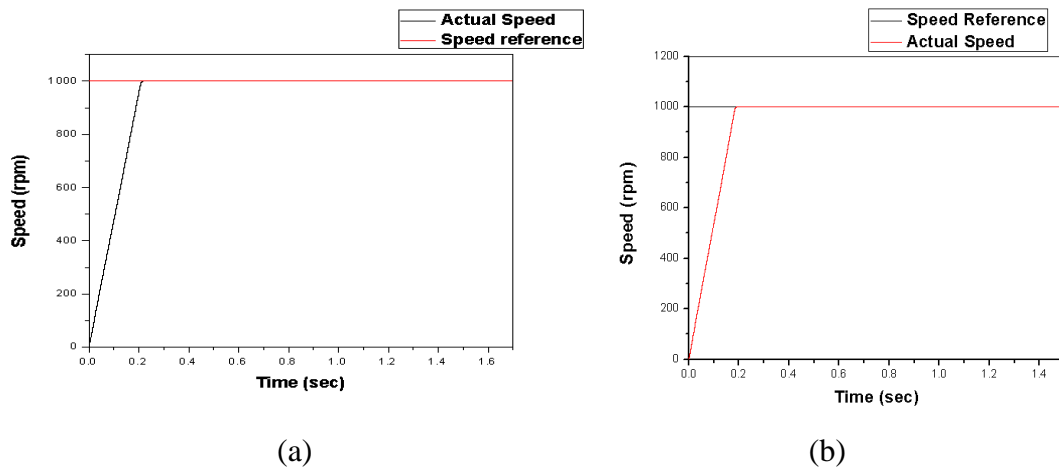 Actual Speed
Speed reference
1000
800
600
400
200
0
Speed (rpm)
0.0 0.2 0.4 0.6 0.8 1.0 1.2 1.4 1.6
Time (sec)
(a)
Speed Reference
Actual Speed
1200
1000
800
600
400
200
0
Speed (rpm)
0.0 0.2 0.4 0.6 0.8 1.0 1.2 1.4
Time (sec)
(b)